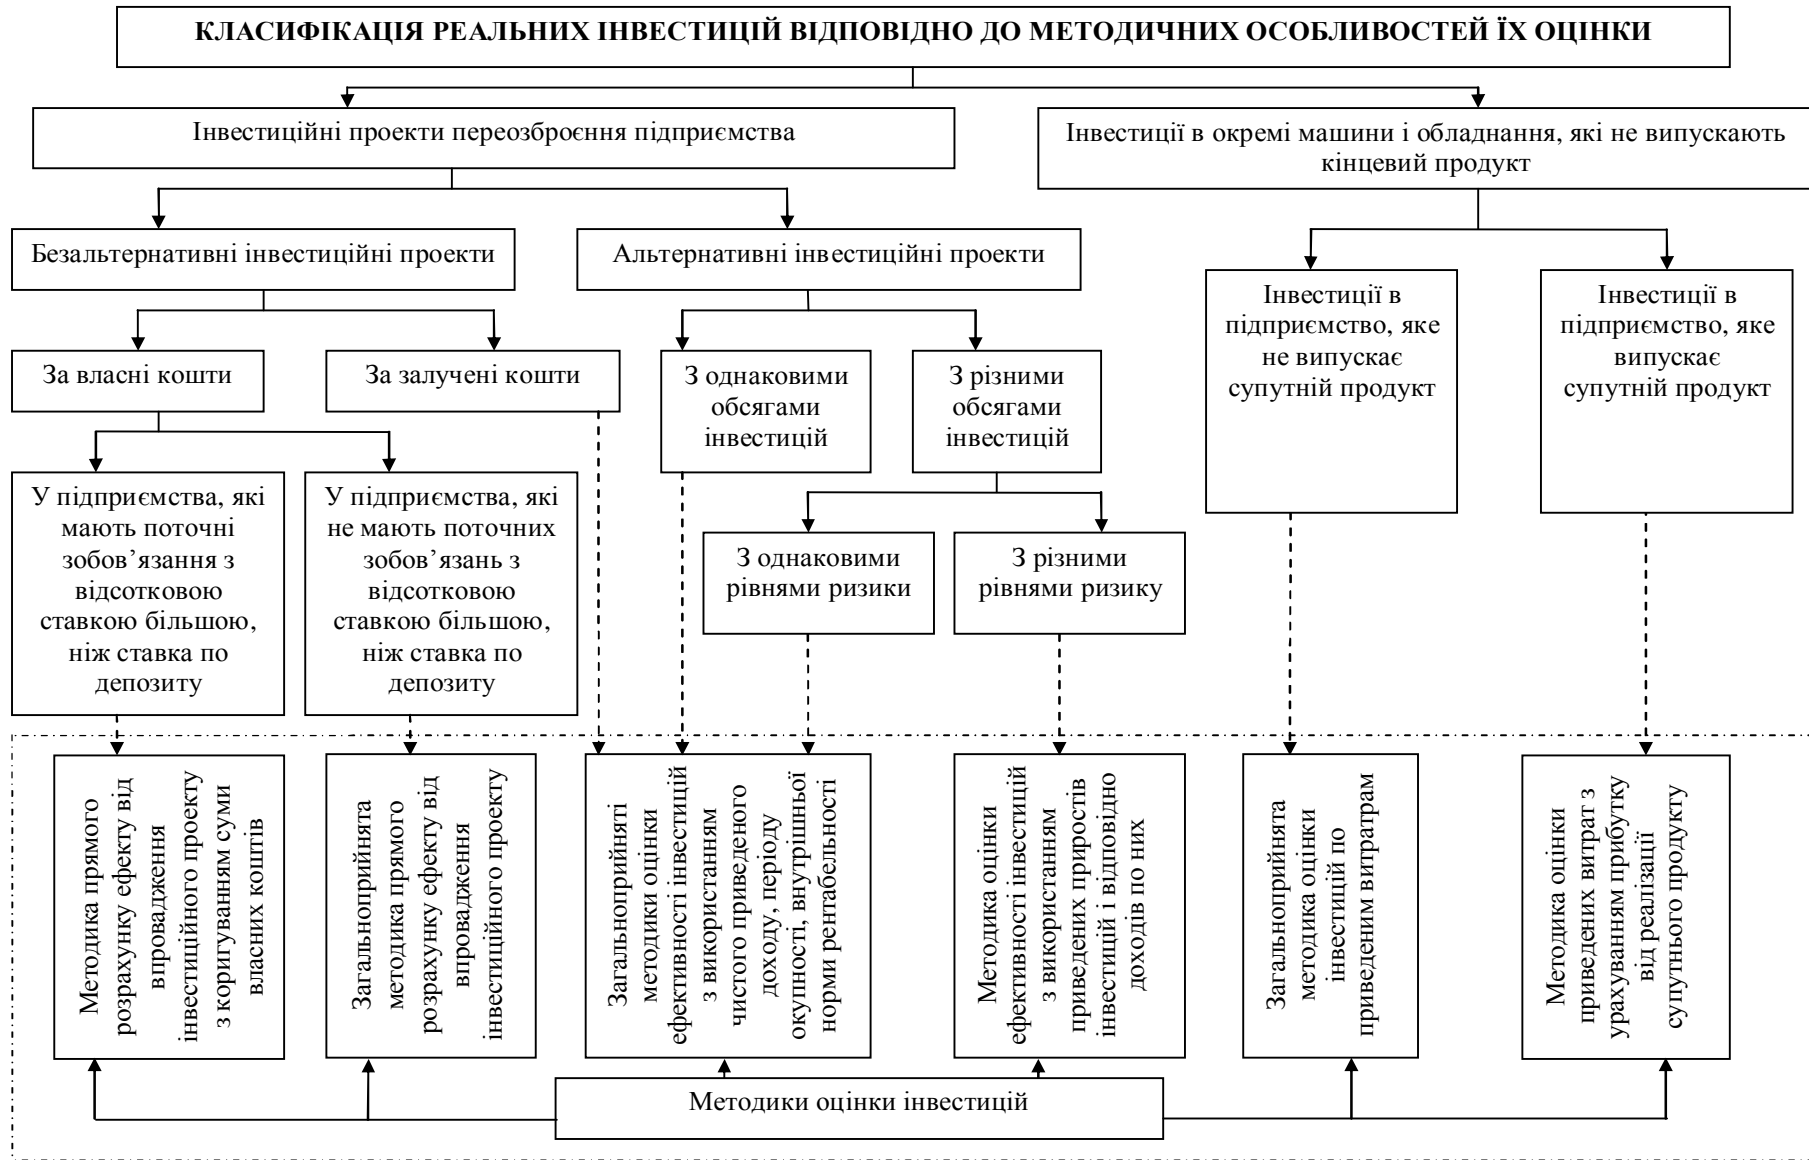 КЛАСИФІКАЦІЯ РЕАЛЬНИХ ІНВЕСТИЦІЙ ВІДПОВІДНО ДО МЕТОДИЧНИХ ОСОБЛИВОСТЕЙ ЇХ ОЦІНКИ
Інвестиційні проекти переозброєння підприємства
Інвестиції в окремі машини і обладнання, які не випускають
кінцевий продукт
Безальтернативні інвестиційні проекти
Альтернативні інвестиційні проекти
Інвестиції в
підприємство, яке
не випускає
супутній продукт
Інвестиції в
підприємство, яке
випускає
супутній продукт
За власні кошти
За залучені кошти
З однаковими
обсягами
інвестицій
З різними
обсягами
інвестицій
У підприємства, які
мають поточні
зобов’язання з
відсотковою
ставкою більшою,
ніж ставка по
депозиту
У підприємства, які
не мають поточних
зобов’язань з
відсотковою
ставкою більшою,
ніж ставка по
депозиту
З однаковими
рівнями ризики
З різними
рівнями ризику
Методика прямого
розрахунку ефекту від
впровадження
інвестиційного проекту
з коригуванням суми
власних коштів
Загальноприйнята
методика прямого
розрахунку ефекту від
впровадження
інвестиційного проекту
Загальноприйняті
методики оцінки
ефективності інвестицій
з використанням
чистого приведеного
доходу, періоду
окупності, внутрішньої
норми рентабельності
Методика оцінки
ефективності інвестицій
з використанням
приведених приростів
інвестицій і відповідно
доходів по них
Загальноприйнята
методика оцінки
інвестицій по
приведеним витратам
Методика оцінки
приведених витрат з
урахуванням прибутку
від реалізації
супутнього продукту
Методики оцінки інвестицій